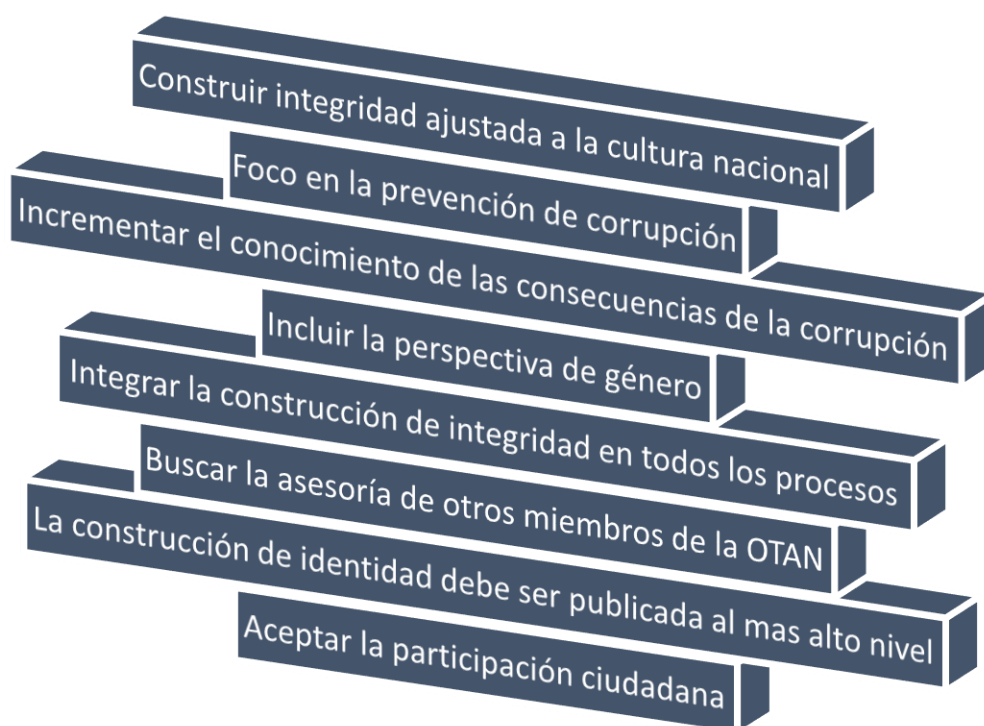 Construir integridad ajustada a la cultura nacional
Foco en la prevención de corrupción
Incrementar el conocimiento de las consecuencias de la corrupción
Incluir la perspectiva de género
Integrar la construcción de integridad en todos los procesos
Buscar la asesoría de otros miembros de la OTAN
La construcción de identidad debe ser publicada al mas alto nivel
Aceptar la participación ciudadana